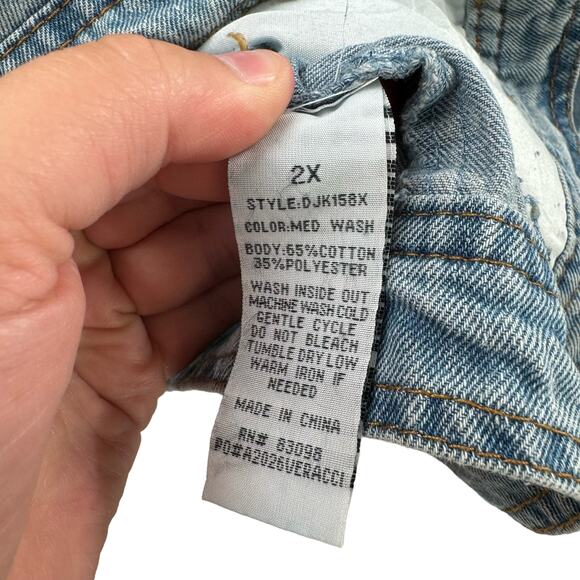 2X
STYLE:DJK158X
COLOR:MED WASH
BODY:65%COTTON
35%POLYESTER
WASH INSIDE OUT
MACHINE WASH COLD
GENTLE CYCLE
DO NOT BLEACH
TUMBLE DRY LOW
WARM IRON IF
NEEDED
MADE IN CHINA
RN# 83098
PO#A2026VERACCI